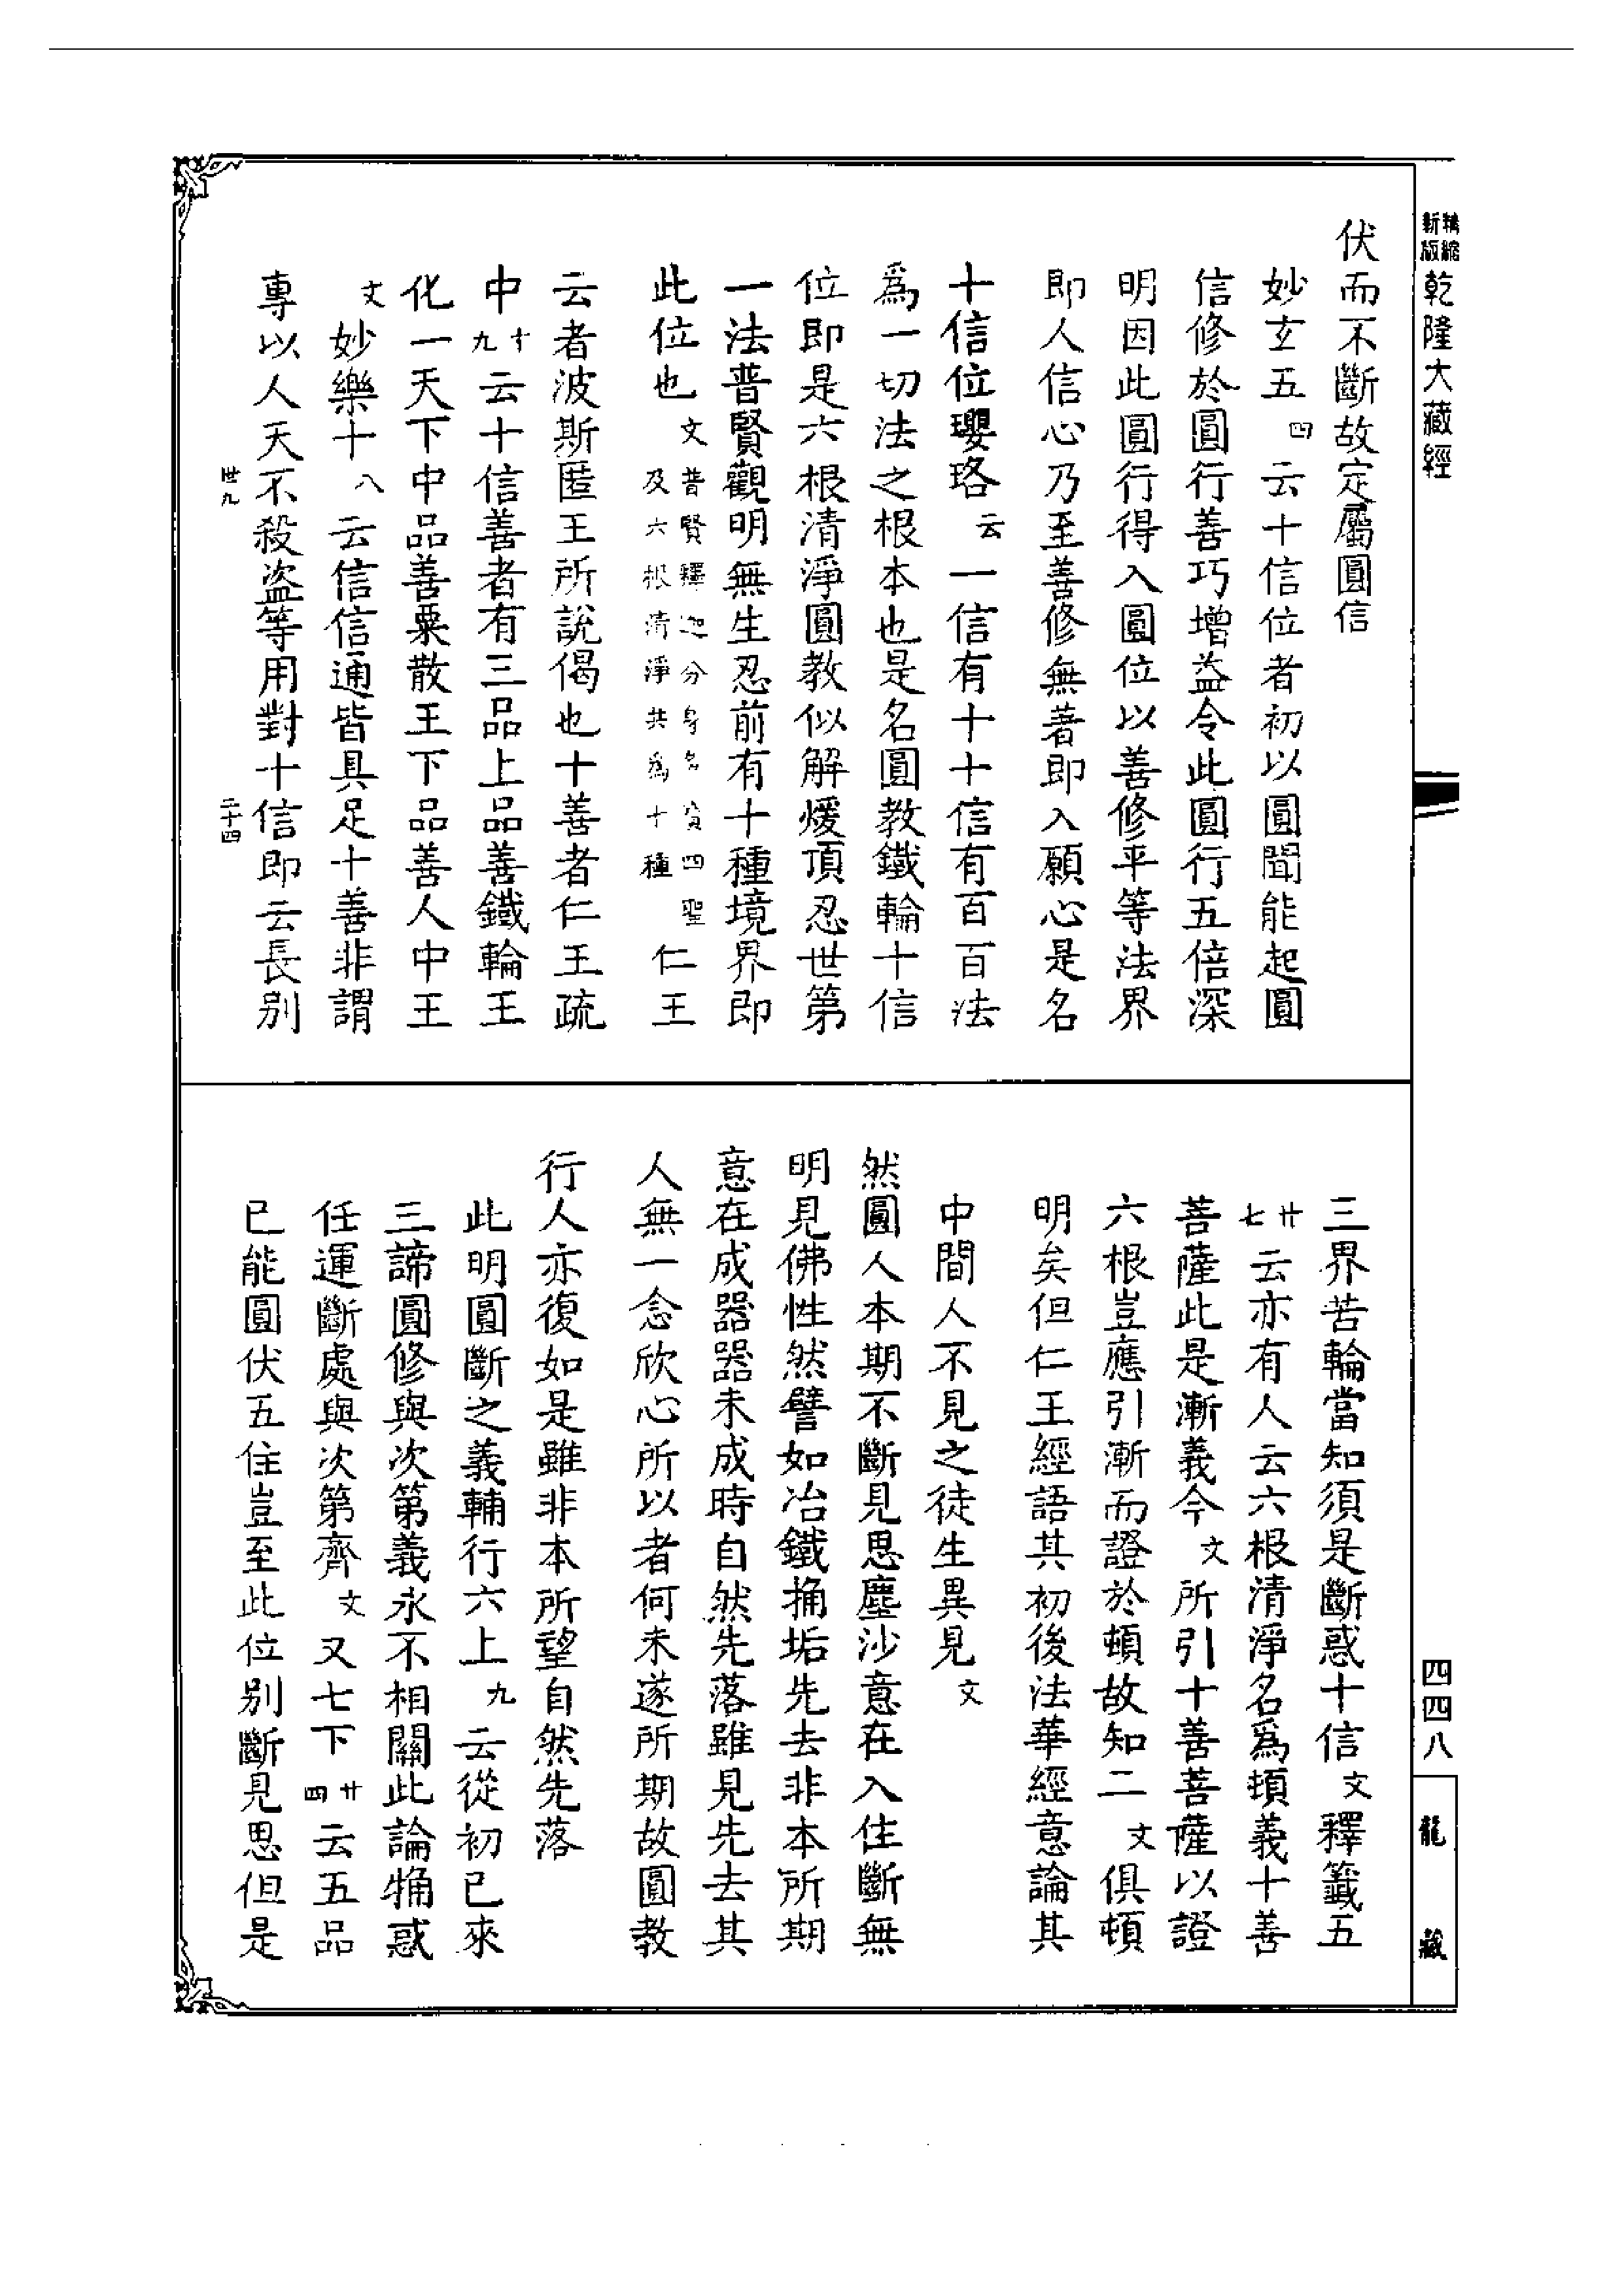 精縮新版乾隆大藏經
伏而不斷故定屬圓信
妙玄五四云十信位者初以圓聞能起圓
信修於圓行善巧增益令此圓行五倍深
明因此圓行得入圓位以善修平等法界
即人信心乃至善修無著即入願心是名
十信位瓔珞云一信有十十信有百百法
為一切法之根本也是名圓教鐵輪十信
位即是六根清淨圓教似解煖頂忍世第
一法普賢觀明無生忍前有十種境界即
此位也文普賢釋迦分身名寶四聖及六根清淨共為十種仁王
云者波斯匿王所說偈也十善者仁王疏
中十九云十信善者有三品上品善鐵輪王
化一天下中品善粟散王下品善人中王
文妙樂十八云信信通皆具足十善非謂
專以人天不殺盜等用對十信即云長別
世九
二十四
三界苦輪當知須是斷惑十信文釋籤五
廿七云亦有人云六根清淨名為頓義十善
菩薩此是漸義今文所引十善菩薩以證
六根豈應引漸而證於頓故知二文俱頓
明矣但仁王經語其初後法華經意論其
中間人不見之徒生異見文
然圓人本期不斷見思塵沙意在入住斷無
明見佛性然譬如冶鐵麁垢先去非本所期
意在成器器未成時自然先落雖見先去其
人無一念欣心所以者何未遂所期故圓教
行人亦復如是雖非本所望自然先落
此明圓斷之義輔行六上九云從初已來
三諦圓修與次第義永不相關此論麁惑
任運斷處與次第齊文又七下廿四云五品
已能圓伏五住豈至此位別斷見思但是
四四八
龍藏